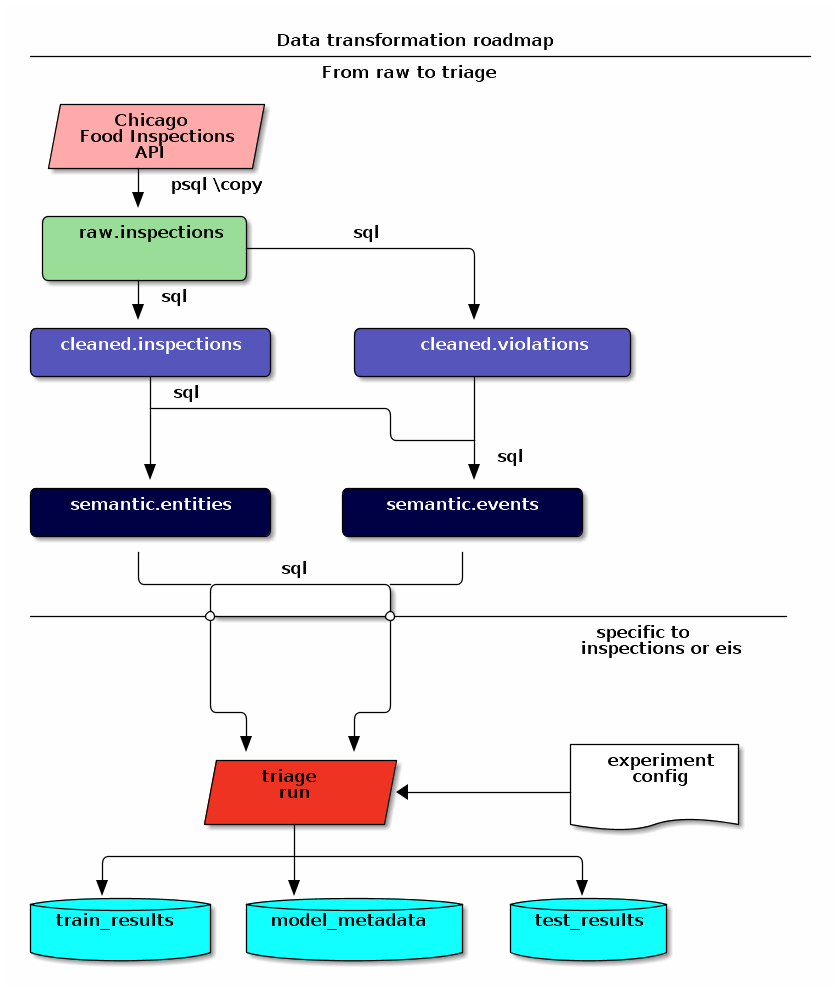 Data transformation roadmap
From raw to triage
Chicago
Food Inspections
API
psql \copy
raw.inspections
sql
sql
cleaned.inspections
cleaned.violations
sql
sql
semantic.entities
semantic.events
sql
specific to
inspections or eis
triage
run
experiment
config
train_results
model_metadata
test_results